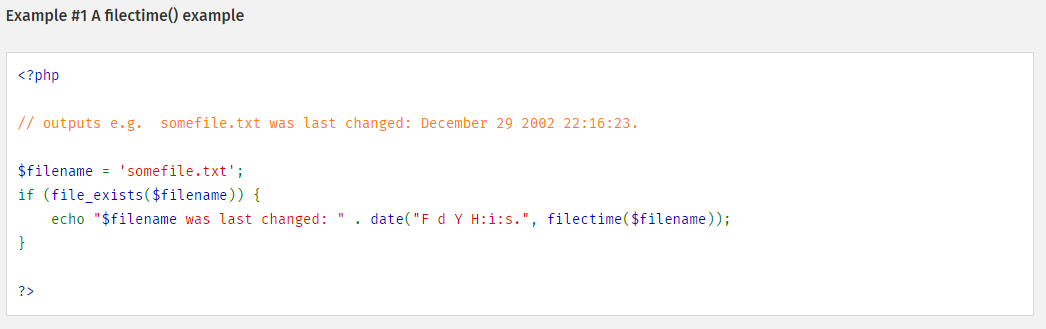 Example #1 A filectime() example
<?php
// outputs e.g.  somefile.txt was last changed: December 29 2002 22:16:23.
$filename = 'somefile.txt';
if (file_exists($filename)) {
    echo "$filename was last changed: " . date("F d Y H:i:s.", filectime($filename));
}
?>